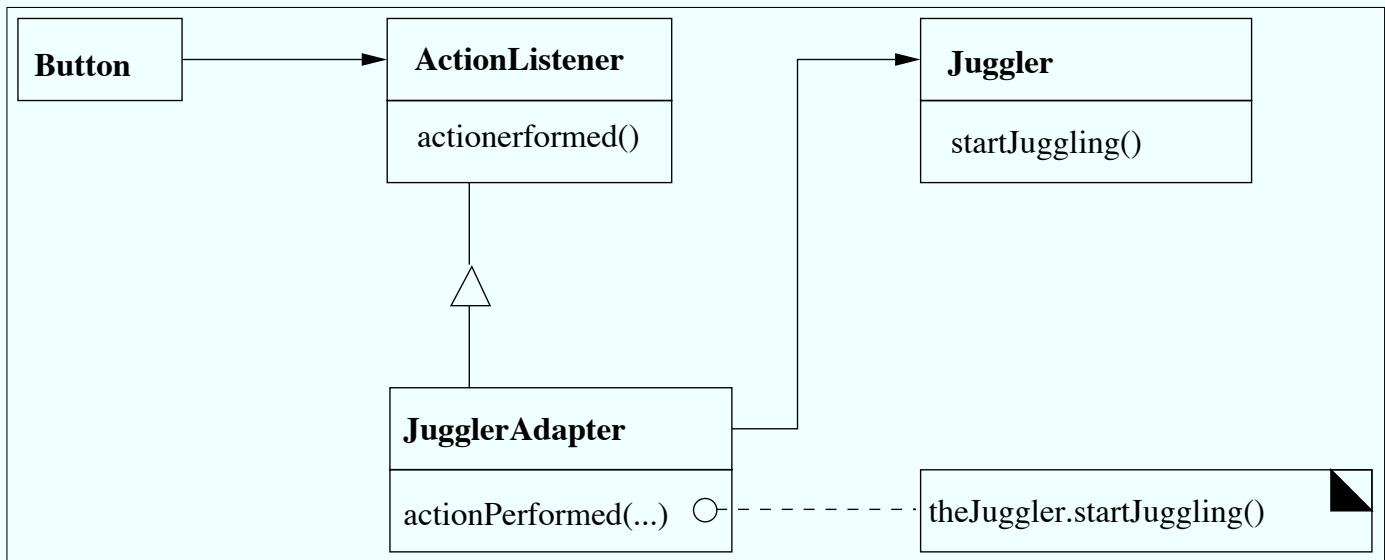 Button
ActionListener
actionerformed()
Juggler
startJuggling()
JugglerAdapter
actionPerformed(...)
theJuggler.startJuggling()